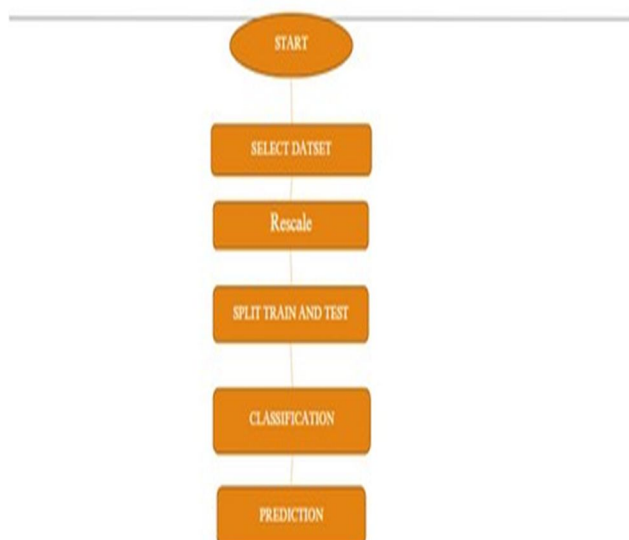 START
SELECT DATSET
Rescale
SPLIT TRAIN AND TEST
CLASSIFICATION
PREDICTION